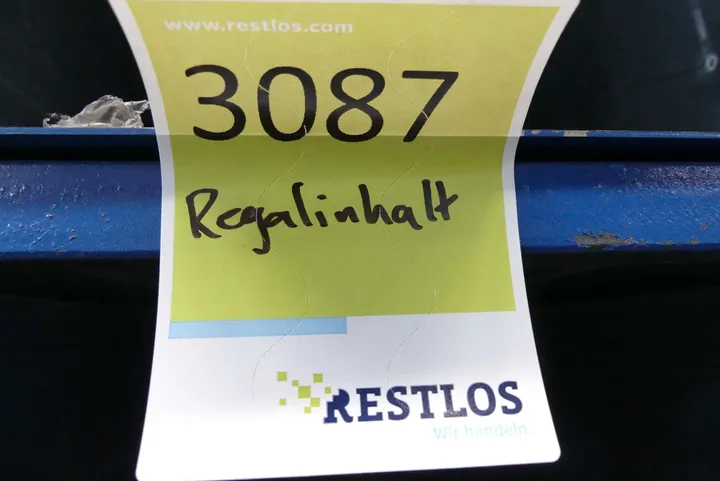 www.restlos.com
3087
Regalinhalt
RESTLOS
Wir handeln.